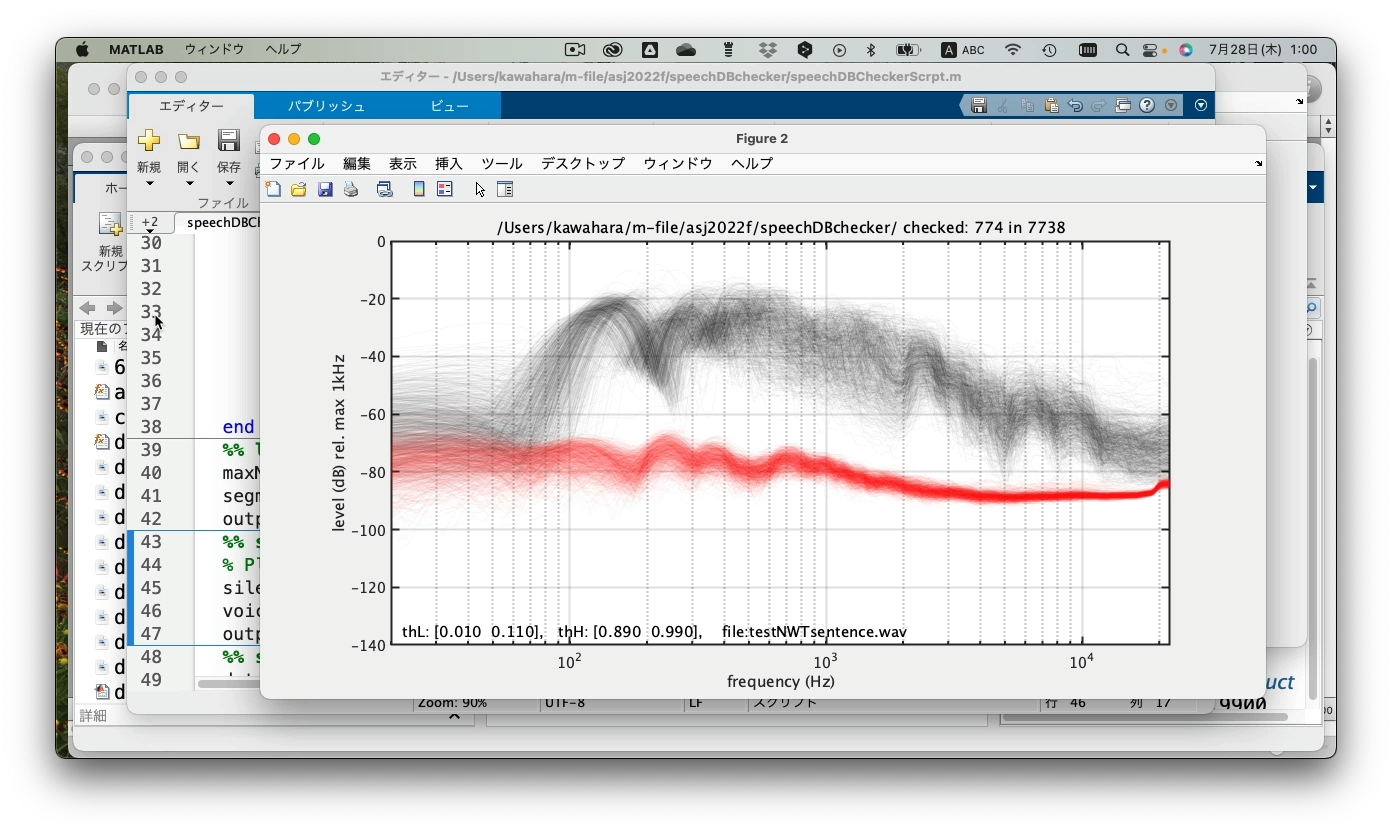 MATLAB ウィンドウ ヘルプ
A ABC 7月28日(木) 1:00
エディター - /Users/kawahara/m-file/asj2022f/speechDBchecker/speechDBCheckerScrpt.m
エディター パブリッシュ ビュー
Figure 2
ファイル 編集 表示 挿入 ツール デスクトップ ウィンドウ ヘルプ
新規 開く 保存
ファイル
ホー
新規
スクリプ
+2 speechDBCH
現在のフ
/Users/kawahara/m-file/asj2022f/speechDBchecker/ checked: 774 in 7738
level (dB) rel. max 1kHz
0
-20
-40
-60
-80
-100
-120
-140
thL: [0.010 0.110], thH: [0.890 0.990], file:testNWTsentence.wav
10² 10³ 10⁴
frequency (Hz)
30
31
32
33
34
35
36
37
38 end
39 %% l
40 maxN
41 segm
42 outp
43 %% s
44 % Pl
45 sile
46 voic
47 outp
48 %% s
49
名
6
a
c
d
d
d
d
d
d
d
d
d
d
d
詳細
Zoom: 90% UTF-8 LF スクリプト 行 46 列 17
uct
9900